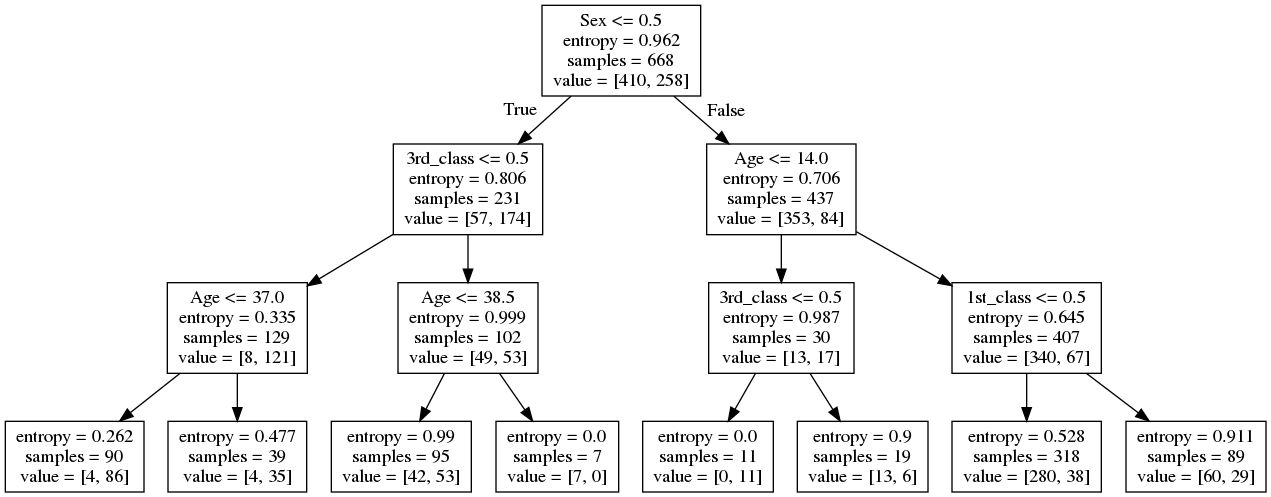 Sex <= 0.5
entropy = 0.962
samples = 668
value = [410, 258]
True
False
3rd_class <= 0.5
entropy = 0.806
samples = 231
value = [57, 174]
Age <= 14.0
entropy = 0.706
samples = 437
value = [353, 84]
Age <= 37.0
entropy = 0.335
samples = 129
value = [8, 121]
Age <= 38.5
entropy = 0.999
samples = 102
value = [49, 53]
3rd_class <= 0.5
entropy = 0.987
samples = 30
value = [13, 17]
1st_class <= 0.5
entropy = 0.645
samples = 407
value = [340, 67]
entropy = 0.262
samples = 90
value = [4, 86]
entropy = 0.477
samples = 39
value = [4, 35]
entropy = 0.99
samples = 95
value = [42, 53]
entropy = 0.0
samples = 7
value = [7, 0]
entropy = 0.0
samples = 11
value = [0, 11]
entropy = 0.9
samples = 19
value = [13, 6]
entropy = 0.528
samples = 318
value = [280, 38]
entropy = 0.911
samples = 89
value = [60, 29]